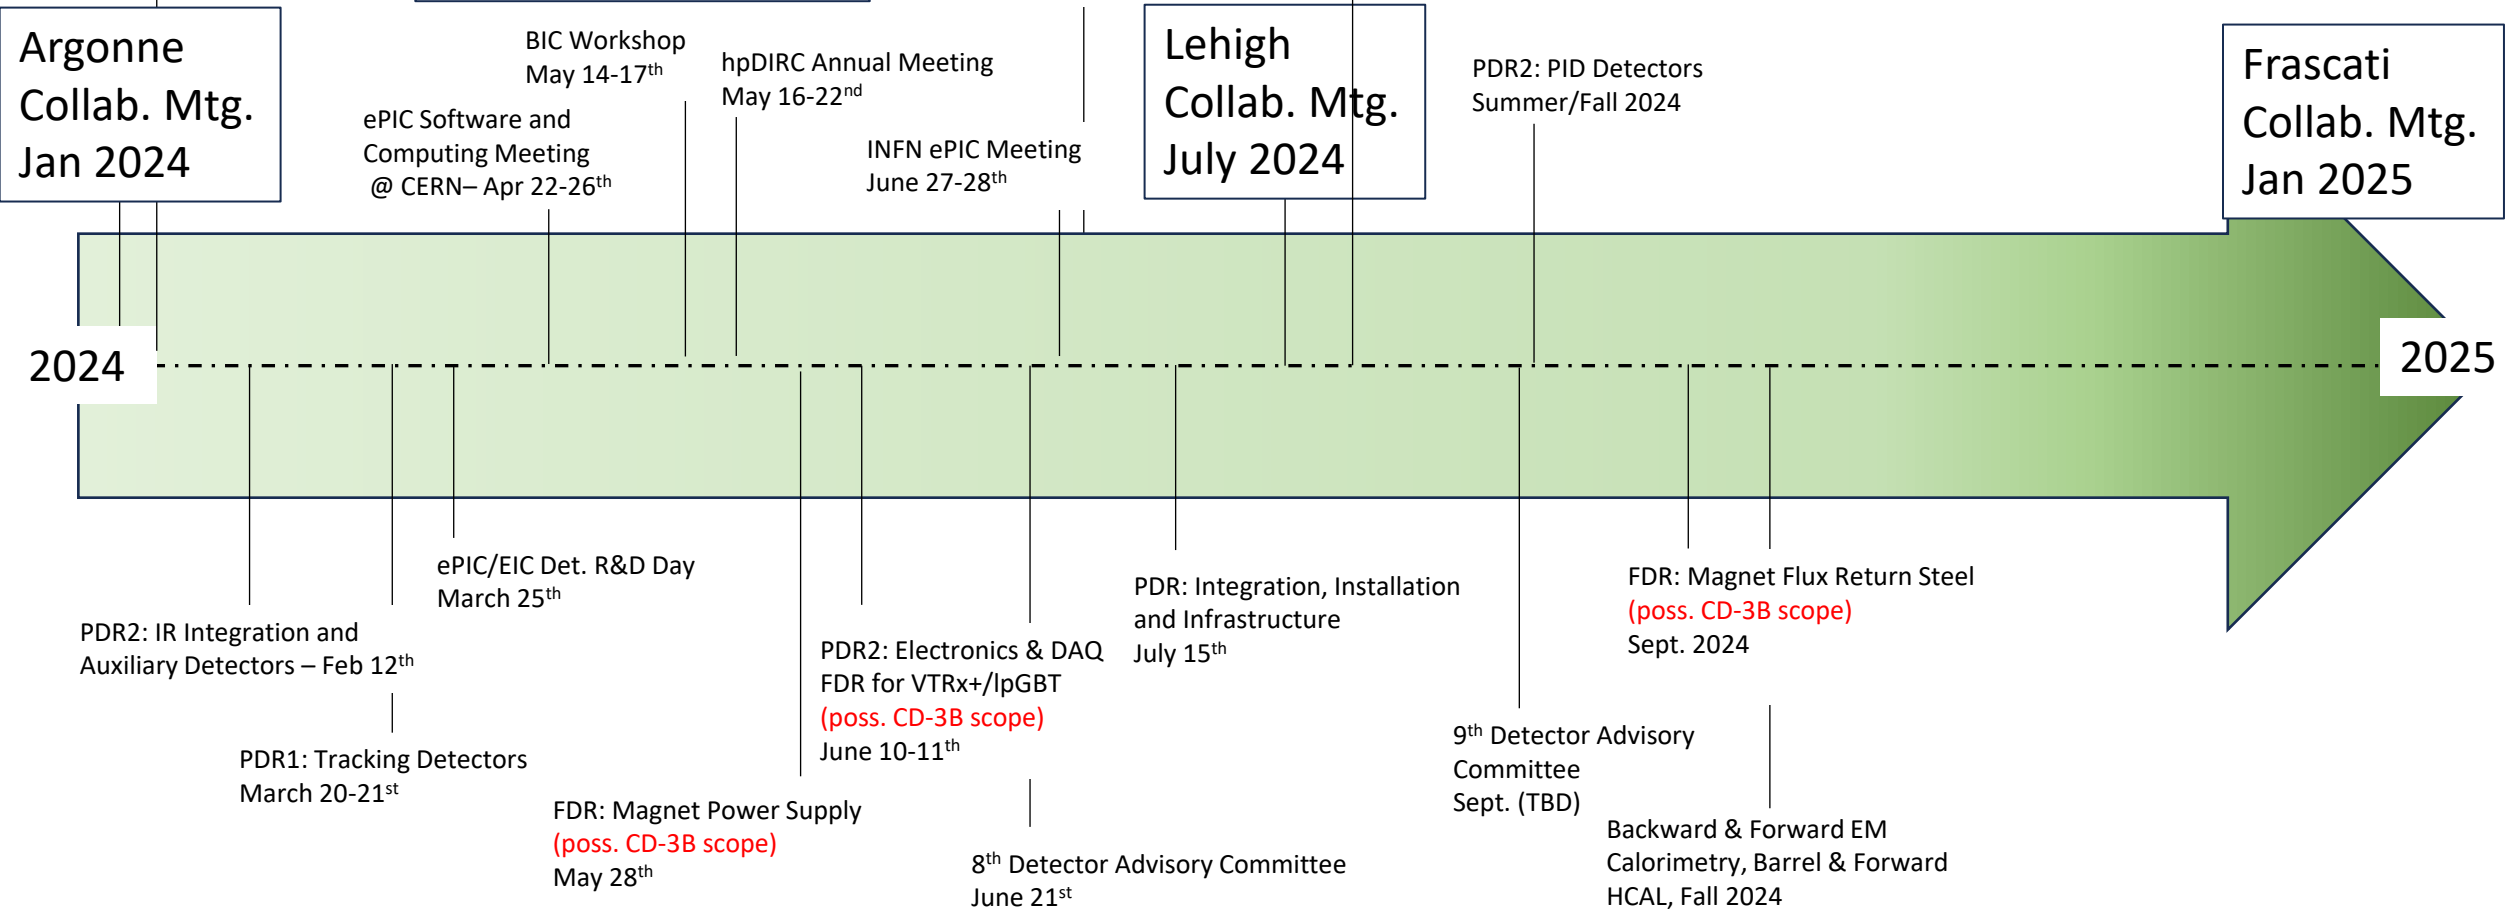 Argonne
Collab. Mtg.
Jan 2024
BIC Workshop
May 14-17th
hpDIRC Annual Meeting
May 16-22nd
ePIC Software and
Computing Meeting
@ CERN– Apr 22-26th
INFN ePIC Meeting
June 27-28th
Lehigh
Collab. Mtg.
July 2024
PDR2: PID Detectors
Summer/Fall 2024
Frascati
Collab. Mtg.
Jan 2025
2024
2025
PDR2: IR Integration and
Auxiliary Detectors – Feb 12th
PDR1: Tracking Detectors
March 20-21st
ePIC/EIC Det. R&D Day
March 25th
FDR: Magnet Power Supply
(poss. CD-3B scope)
May 28th
PDR2: Electronics & DAQ
FDR for VTRx+/lpGBT
(poss. CD-3B scope)
June 10-11th
8th Detector Advisory Committee
June 21st
PDR: Integration, Installation
and Infrastructure
July 15th
9th Detector Advisory
Committee
Sept. (TBD)
FDR: Magnet Flux Return Steel
(poss. CD-3B scope)
Sept. 2024
Backward & Forward EM
Calorimetry, Barrel & Forward
HCAL, Fall 2024